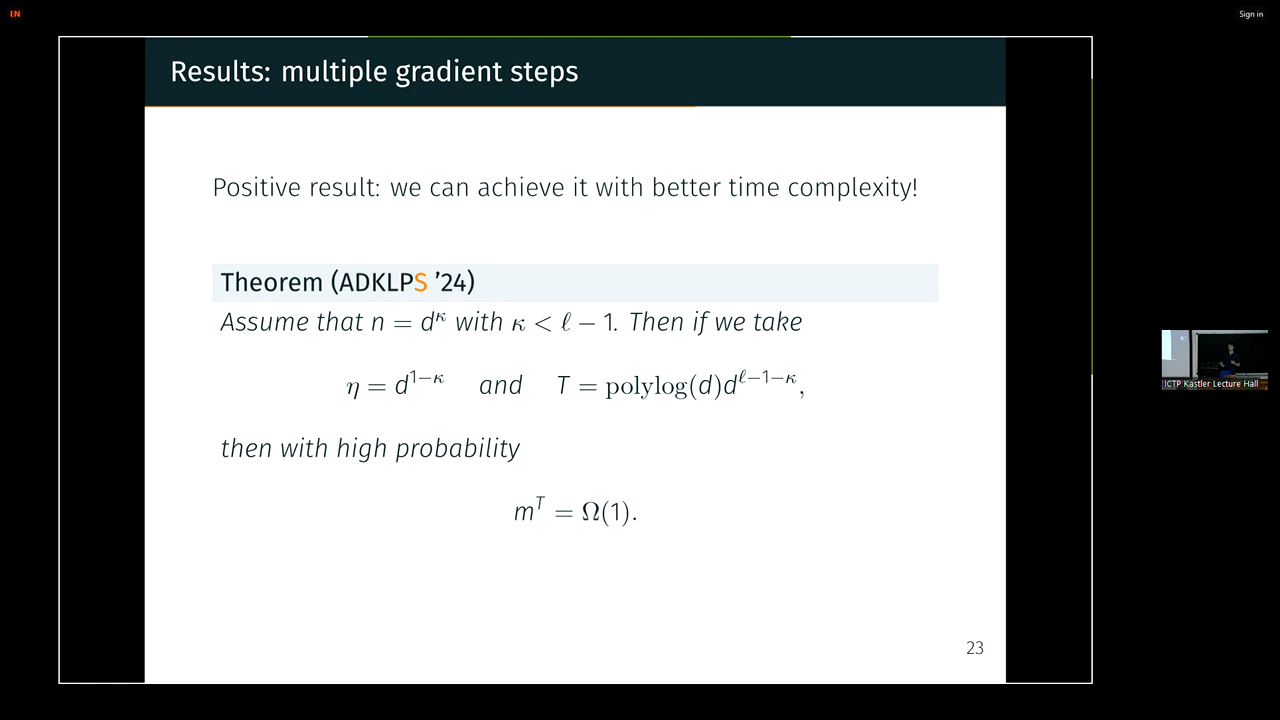 EN
Sign in
Results: multiple gradient steps
Positive result: we can achieve it with better time complexity!
Theorem (ADKLPS '24)
Assume that n = d^κ with κ < ℓ − 1. Then if we take
η = d^{1−κ} and T = polylog(d)d^{ℓ−1−κ},
then with high probability
m^T = Ω(1).
ICTP Kastler Lecture Hall
23